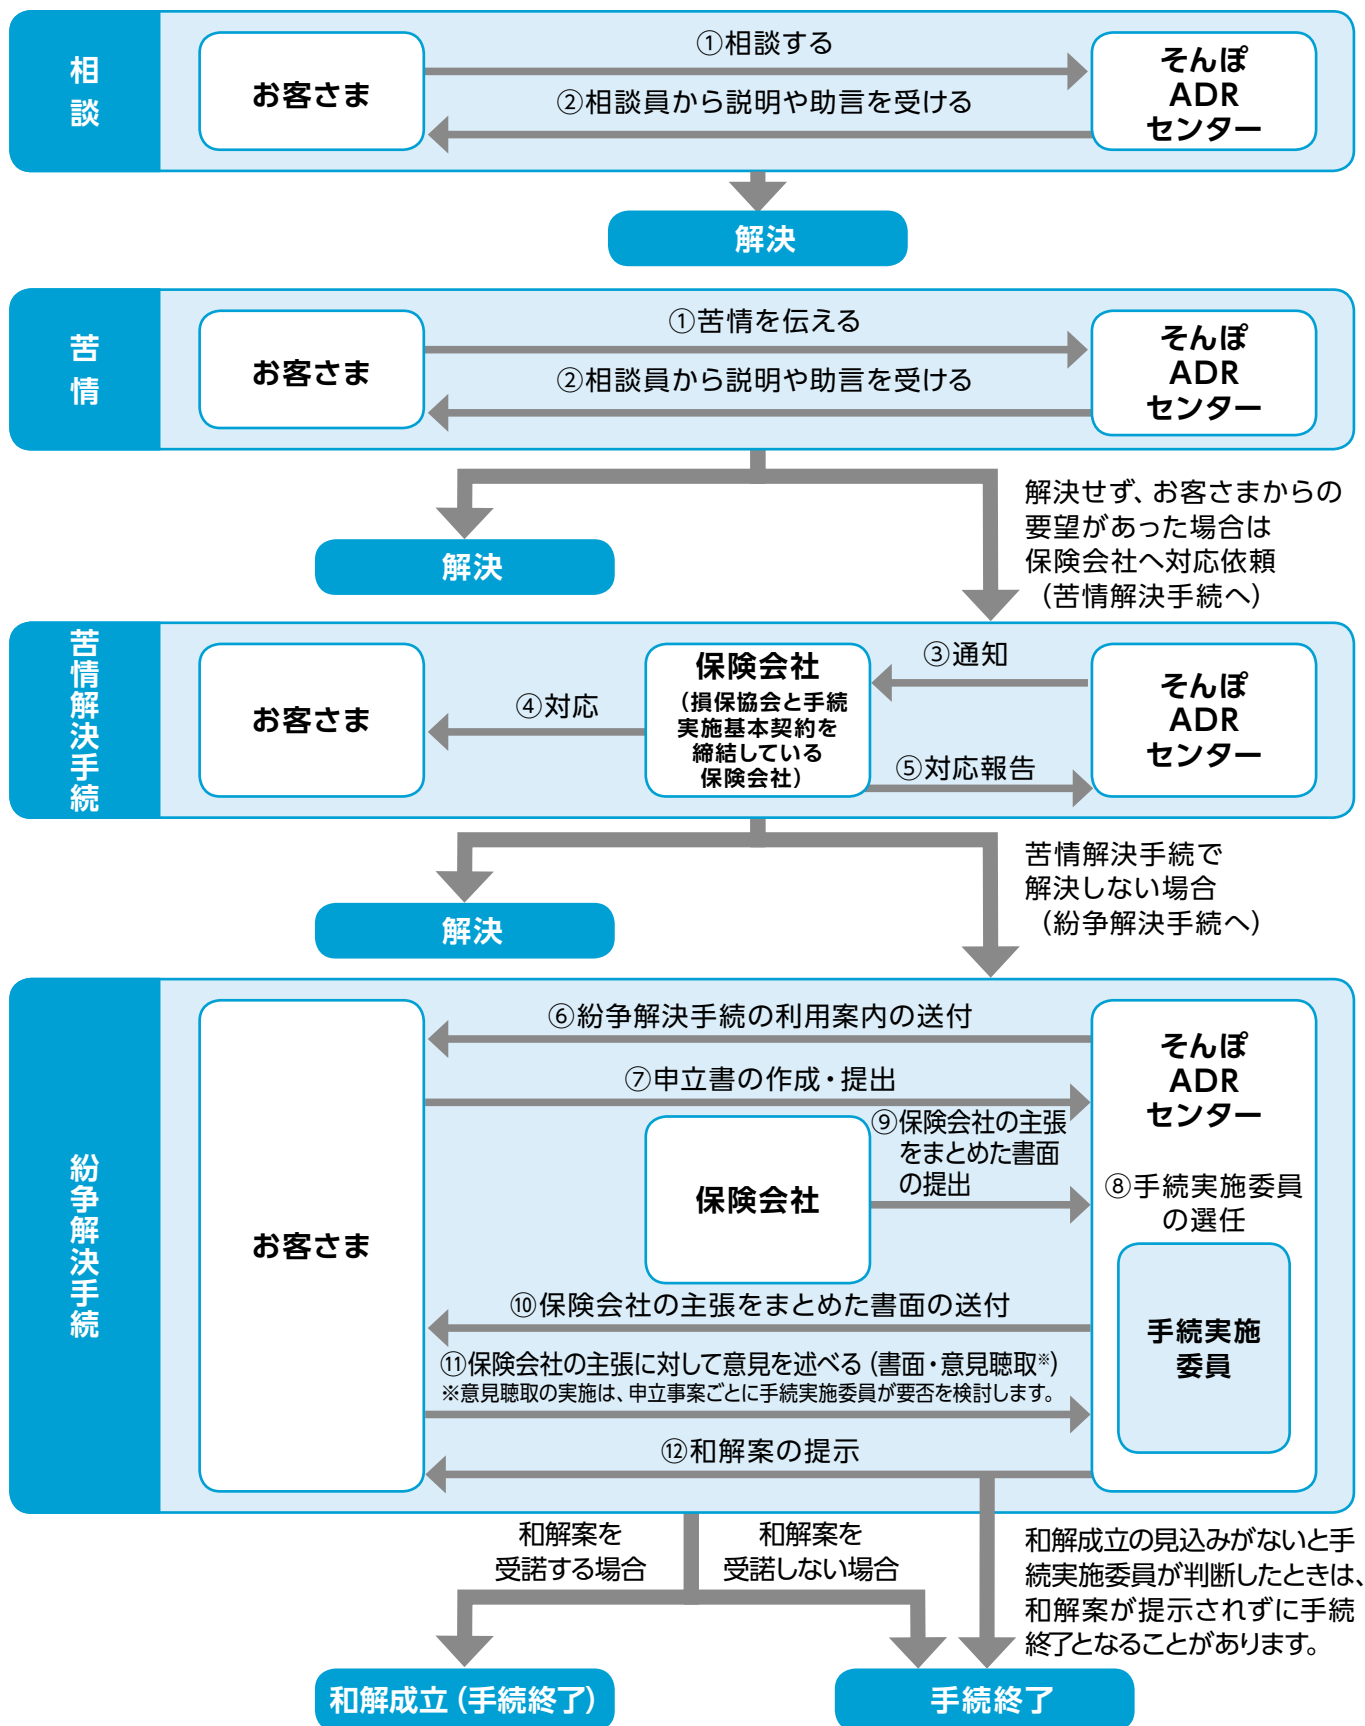 相談
お客さま
①相談する
②相談員から説明や助言を受ける
そんぽ
ADR
センター
解決
苦情
お客さま
①苦情を伝える
②相談員から説明や助言を受ける
そんぽ
ADR
センター
解決せず、お客さまからの
要望があった場合は
保険会社へ対応依頼
（苦情解決手続へ）
解決
苦情解決手続
お客さま
④対応
保険会社
（損保協会と手続
実施基本契約を
締結している
保険会社）
③通知
⑤対応報告
そんぽ
ADR
センター
苦情解決手続で
解決しない場合
（紛争解決手続へ）
解決
紛争解決手続
お客さま
⑥紛争解決手続の利用案内の送付
⑦申立書の作成・提出
そんぽ
ADR
センター
保険会社
⑨保険会社の主張
をまとめた書面
の提出
⑧手続実施委員
の選任
手続実施
委員
⑩保険会社の主張をまとめた書面の送付
⑪保険会社の主張に対して意見を述べる（書面・意見聴取※）
※意見聴取の実施は、申立事案ごとに手続実施委員が要否を検討します。
⑫和解案の提示
和解案を
受諾する場合
和解案を
受諾しない場合
和解成立の見込みがないと手
続実施委員が判断したときは、
和解案が提示されずに手続
終了となることがあります。
和解成立（手続終了）
手続終了